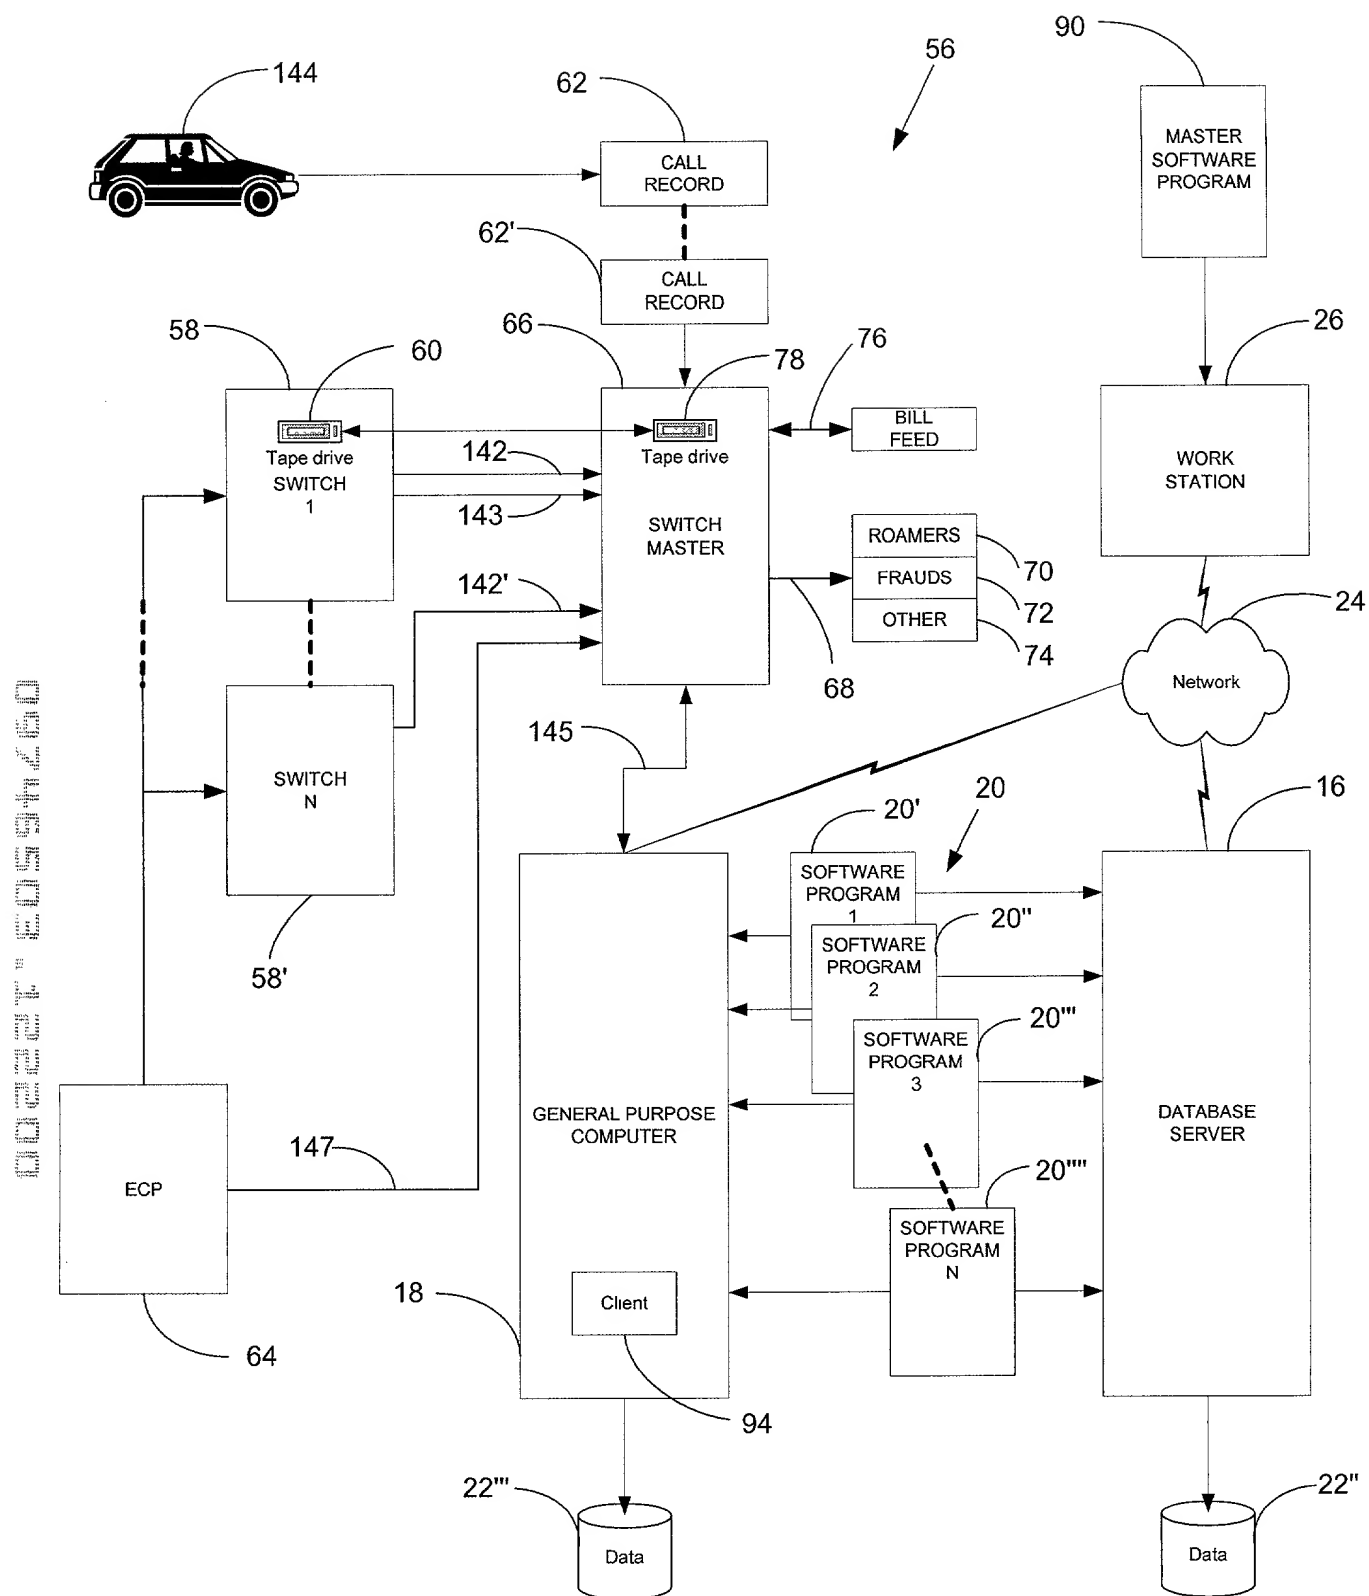 90
56
144
62
CALL
RECORD
MASTER
SOFTWARE
PROGRAM
62'
CALL
RECORD
58
60
66
78
76
26
BILL
FEED
Tape drive
SWITCH
1
142
143
Tape drive
SWITCH
MASTER
WORK
STATION
ROAMERS
FRAUDS
OTHER
70
72
74
68
142'
24
Network
145
SWITCH
N
58'
20'
20
16
SOFTWARE
PROGRAM
1
20''
SOFTWARE
PROGRAM
2
20'''
SOFTWARE
PROGRAM
3
GENERAL PURPOSE
COMPUTER
DATABASE
SERVER
147
ECP
20''''
SOFTWARE
PROGRAM
N
18
Client
64
94
22'''
Data
22''
Data